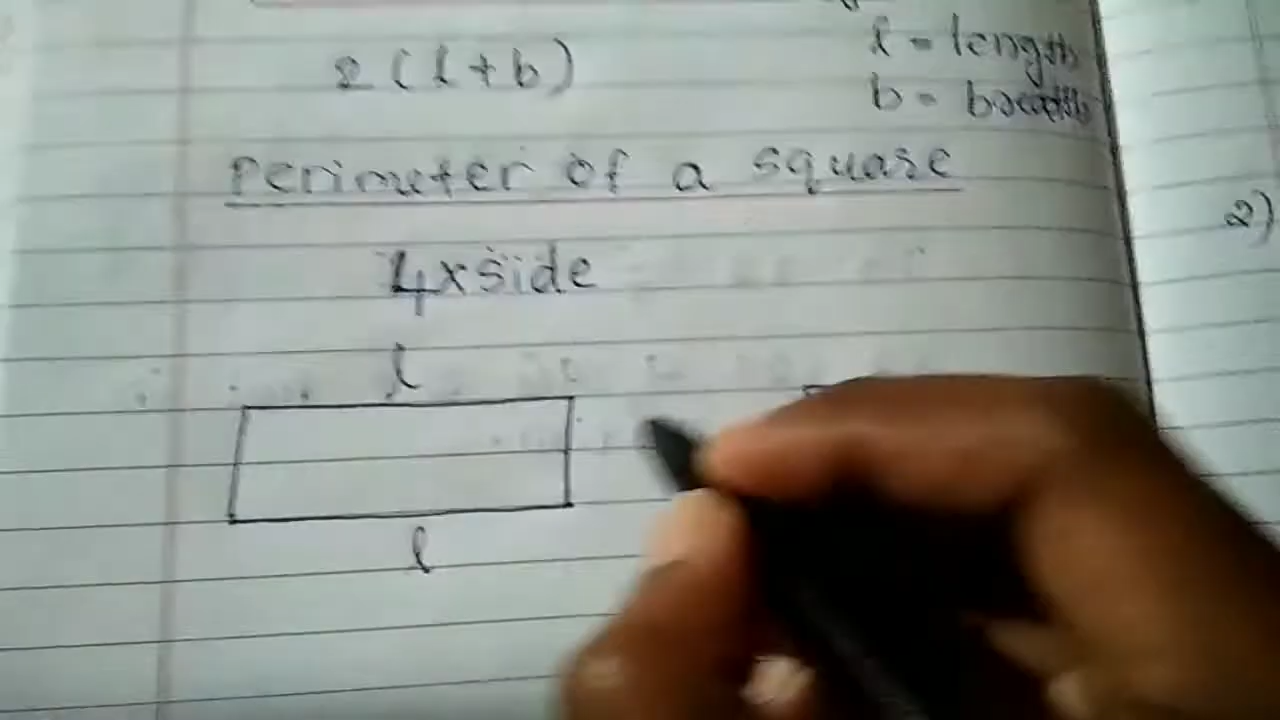 2(l+b)
l = length
b = breadth
Perimeter of a square
4xside
2)
l
l